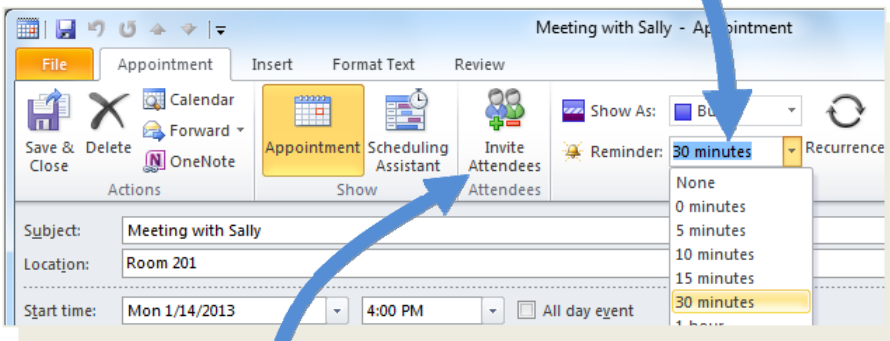 Meeting with Sally - Appointment
File Appointment Insert Format Text Review
Calendar
Forward
OneNote
Save & Close
Delete
Actions
Appointment
Scheduling Assistant
Show
Invite Attendees
Attendees
Show As:
Reminder: 30 minutes
Recurrence
None
0 minutes
5 minutes
10 minutes
15 minutes
30 minutes
1 hour
Subject: Meeting with Sally
Location: Room 201
Start time: Mon 1/14/2013 4:00 PM All day event